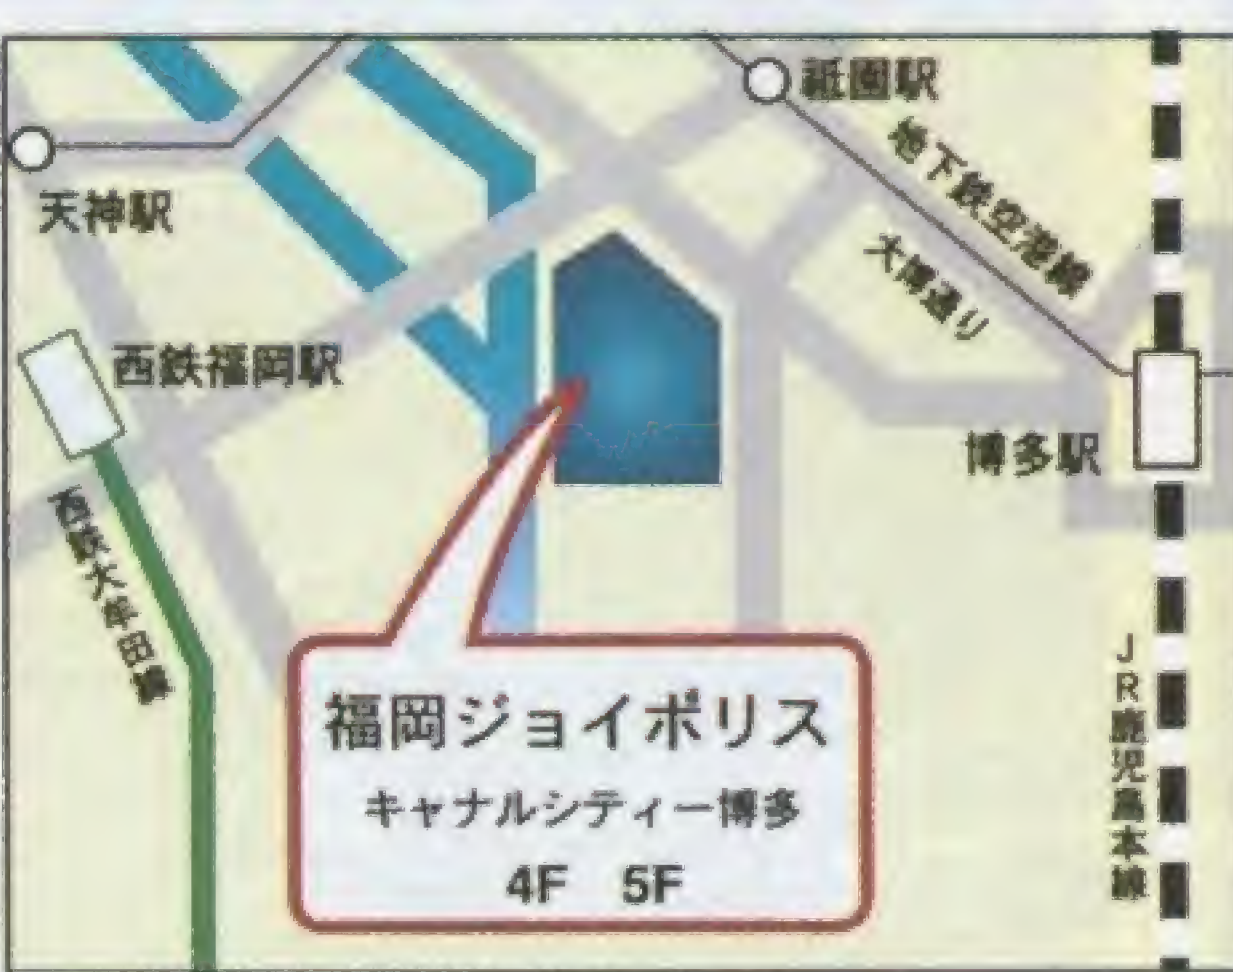 祇園駅
地下鉄空港線
大博通り
天神駅
西鉄福岡駅
博多駅
西鉄大牟田線
JR鹿児島本線
福岡ジョイポリス
キャナルシティー博多
4F 5F